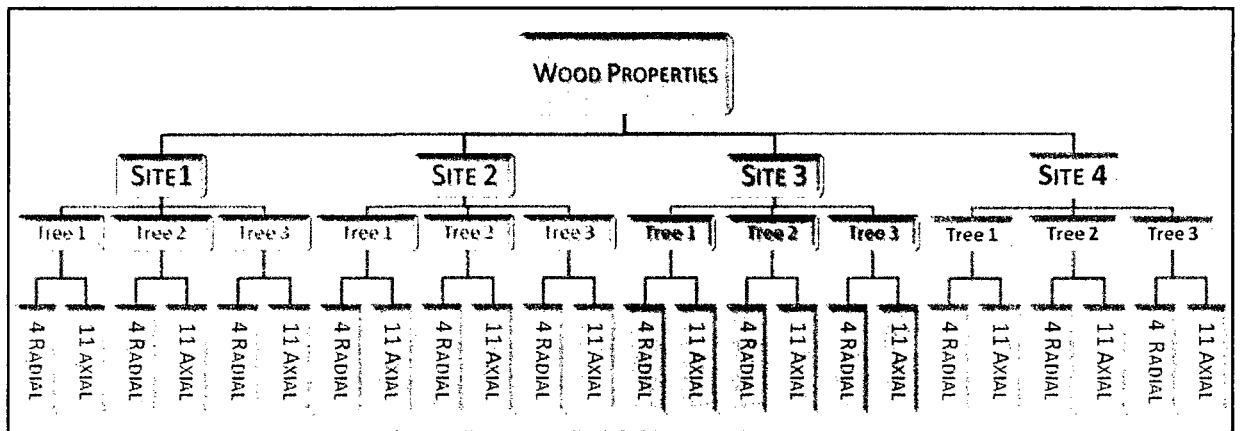 WOOD PROPERTIES
SITE 1 SITE 2 SITE 3 SITE 4
Tree 1 Tree 2 Tree 3 Tree 1 Tree 2 Tree 3 Tree 1 Tree 2 Tree 3 Tree 1 Tree 2 Tree 3
4 RADIAL 11 AXIAL 4 RADIAL 11 AXIAL 4 RADIAL 11 AXIAL 4 RADIAL 11 AXIAL 4 RADIAL 11 AXIAL 4 RADIAL 11 AXIAL 4 RADIAL 11 AXIAL 4 RADIAL 11 AXIAL 4 RADIAL 11 AXIAL 4 RADIAL 11 AXIAL 4 RADIAL 11 AXIAL 4 RADIAL 11 AXIAL